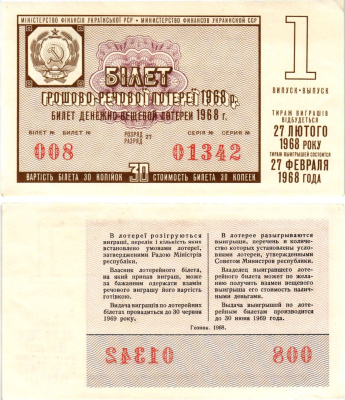 МІНІСТЕРСТВО ФІНАНСІВ УКРАЇНСЬКОЇ РСР • МИНИСТЕРСТВО ФИНАНСОВ УКРАИНСКОЙ ССР
БІЛЕТ
ГРОШОВО-РЕЧОВОЇ ЛОТЕРЕЇ 1968 р.
БИЛЕТ ДЕНЕЖНО-ВЕЩЕВОЙ ЛОТЕРЕИ 1968 г.
БІЛЕТ № БИЛЕТ № РОЗРЯД РАЗРЯД 27 СЕРІЯ № СЕРИЯ №
008 01342
ВАРТІСТЬ БІЛЕТА 30 КОПІЙОК 30 СТОИМОСТЬ БИЛЕТА 30 КОПЕЕК
1
ВИПУСК • ВЫПУСК
ТИРАЖ ВИГРАШІВ
ВІДБУДЕТЬСЯ
27 ЛЮТОГО
1968 РОКУ
ТИРАЖ ВЫИГРЫШЕЙ СОСТОИТСЯ
27 ФЕВРАЛЯ
1968 ГОДА
В лотереї розігруються
виграші, перелік і кількість яких
встановлено умовами лотереї,
затвердженими Радою Міністрів
республіки.
Власник лотерейного білета,
на який припав виграш, може
за бажанням одержати взамін
речового виграшу його вартість
готівкою.
Видача виграшів по лотерейних
білетах провадиться до 30 червня
1969 року.
В лотерее разыгрываются
выигрыши, перечень и количество
которых установлены условиями
лотереи, утвержденными
Советом Министров республики.
Владелец выигравшего лотерейного
билета может по желанию
получить взамен вещевого
выигрыша его стоимость наличными
деньгами.
Выдача выигрышей по лотерейным
билетам производится
до 30 июня 1969 года.
Гознак. 1968.
01342 008